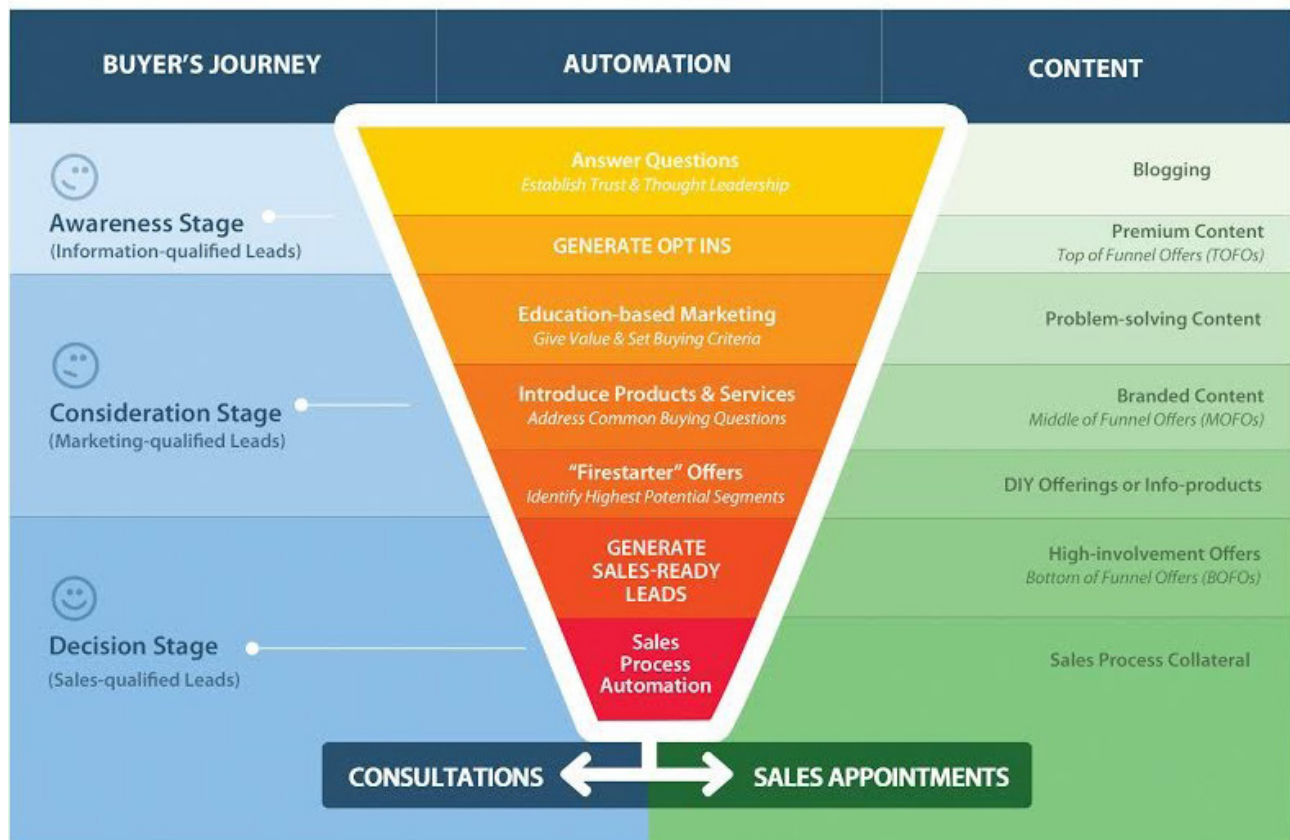 BUYER'S JOURNEY
AUTOMATION
CONTENT
Awareness Stage
(Information-qualified Leads)
Answer Questions
Establish Trust & Thought Leadership
Blogging
GENERATE OPT INS
Premium Content
Top of Funnel Offers (TOFOs)
Consideration Stage
(Marketing-qualified Leads)
Education-based Marketing
Give Value & Set Buying Criteria
Problem-solving Content
Introduce Products & Services
Address Common Buying Questions
Branded Content
Middle of Funnel Offers (MOFOs)
"Firestarter" Offers
Identify Highest Potential Segments
DIY Offerings or Info-products
Decision Stage
(Sales-qualified Leads)
GENERATE
SALES-READY
LEADS
High-involvement Offers
Bottom of Funnel Offers (BOFOs)
Sales
Process
Automation
Sales Process Collateral
CONSULTATIONS
SALES APPOINTMENTS